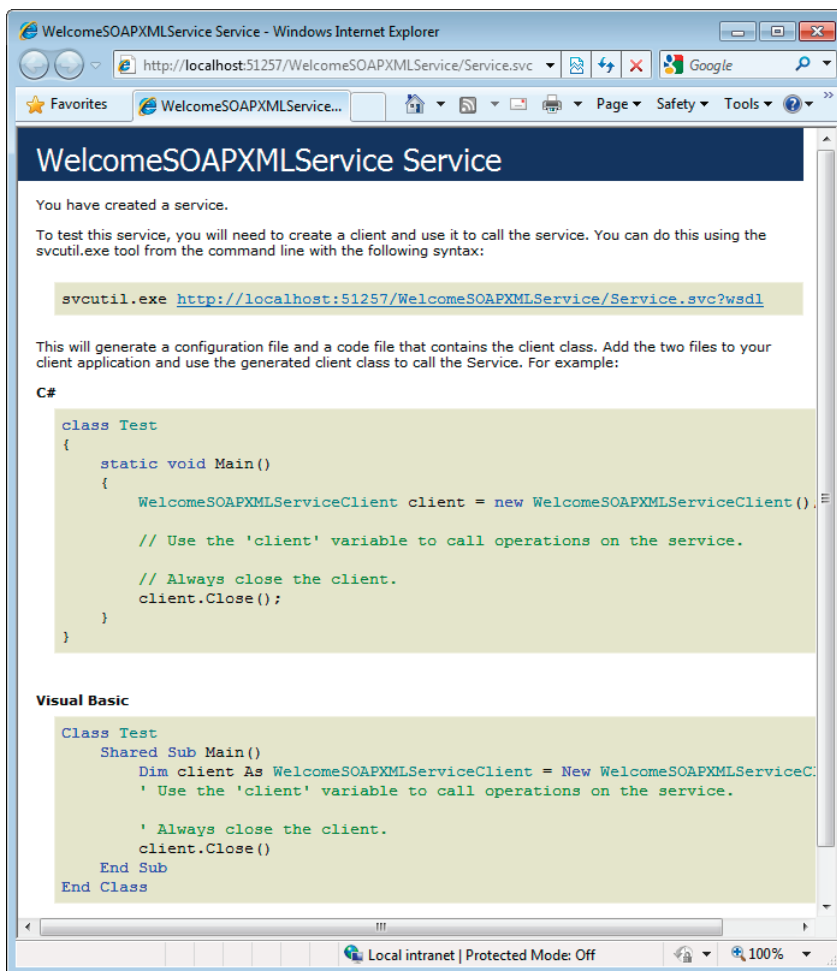 WelcomeSOAPXMLService Service - Windows Internet Explorer
http://localhost:51257/WelcomeSOAPXMLService/Service.svc
Google
Favorites
WelcomeSOAPXMLService...
Page
Safety
Tools
»
WelcomeSOAPXMLService Service
You have created a service.
To test this service, you will need to create a client and use it to call the service. You can do this using the
svcutil.exe tool from the command line with the following syntax:
svcutil.exe http://localhost:51257/WelcomeSOAPXMLService/Service.svc?wsdl
This will generate a configuration file and a code file that contains the client class. Add the two files to your
client application and use the generated client class to call the Service. For example:
C#
class Test
{
static void Main()
{
WelcomeSOAPXMLServiceClient client = new WelcomeSOAPXMLServiceClient()
// Use the 'client' variable to call operations on the service.
// Always close the client.
client.Close();
}
}
Visual Basic
Class Test
Shared Sub Main()
Dim client As WelcomeSOAPXMLServiceClient = New WelcomeSOAPXMLServiceC
' Use the 'client' variable to call operations on the service.
' Always close the client.
client.Close()
End Sub
End Class
Local intranet | Protected Mode: Off
100%